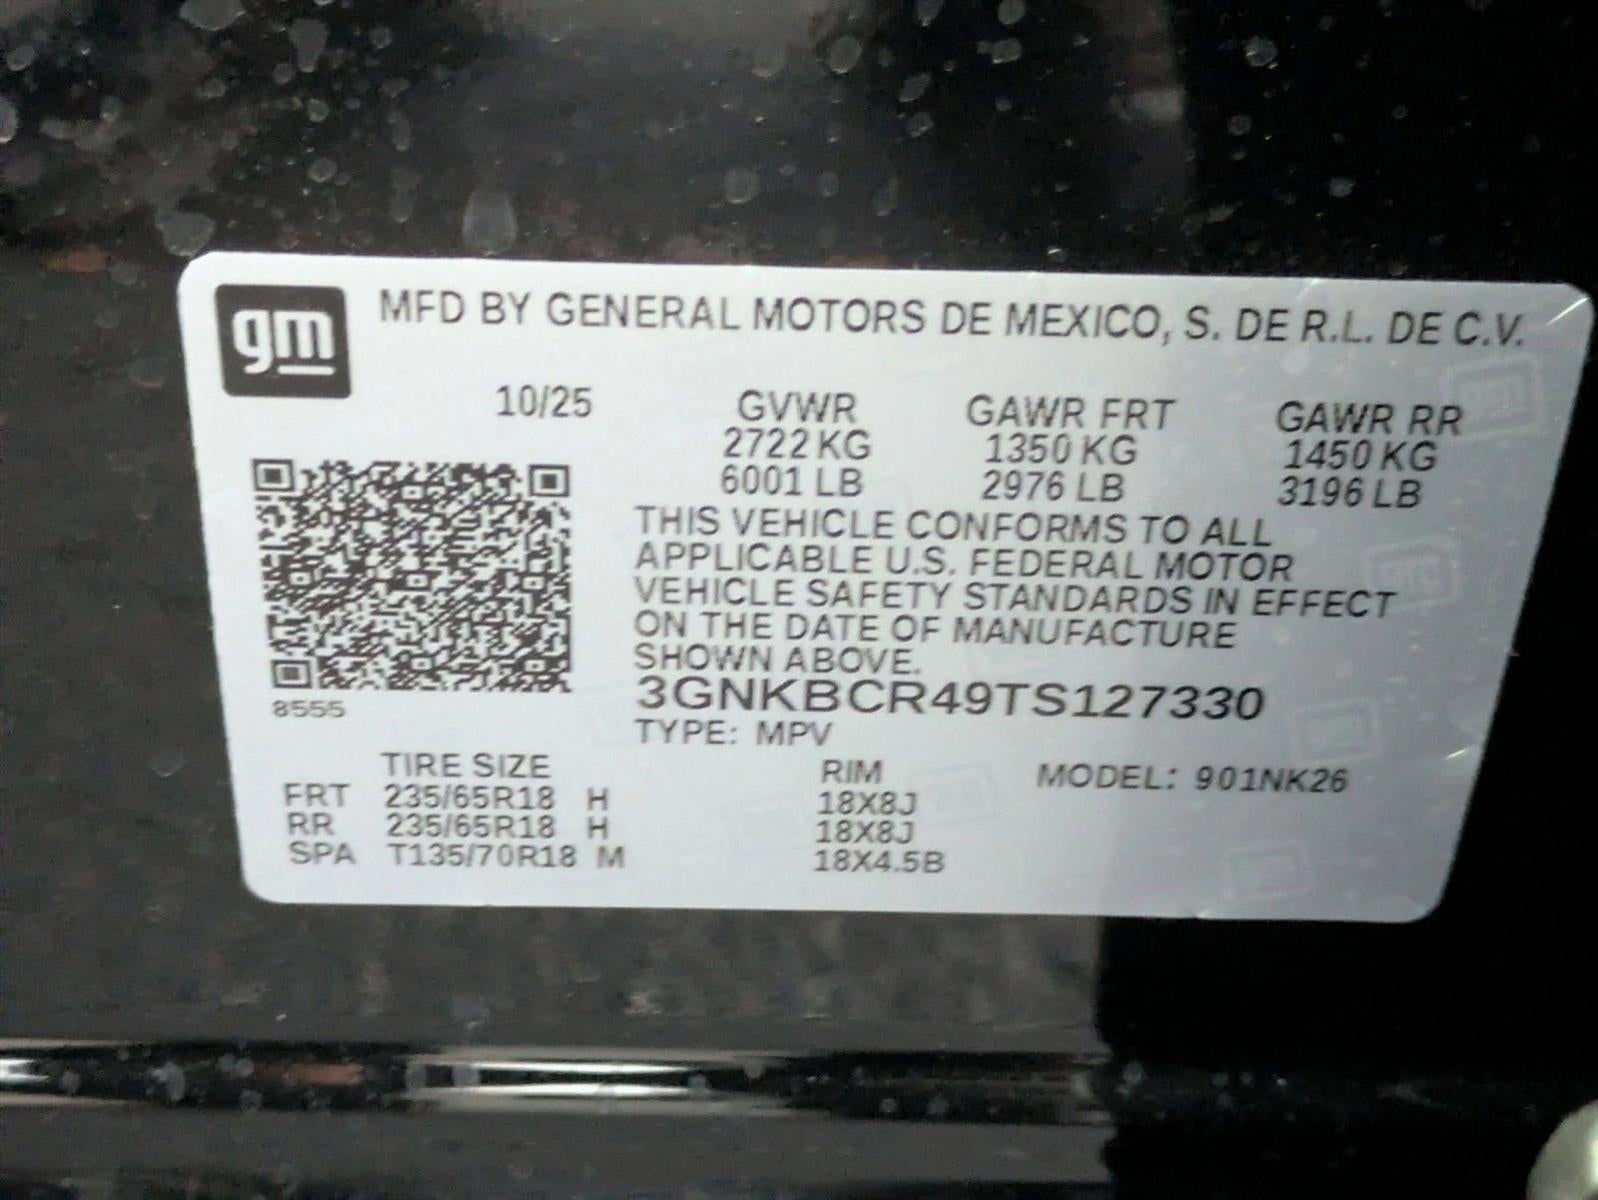 gm
MFD BY GENERAL MOTORS DE MEXICO, S. DE R.L. DE C.V.
10/25 GVWR GAWR FRT GAWR RR
2722 KG 1350 KG 1450 KG
6001 LB 2976 LB 3196 LB
THIS VEHICLE CONFORMS TO ALL
APPLICABLE U.S. FEDERAL MOTOR
VEHICLE SAFETY STANDARDS IN EFFECT
ON THE DATE OF MANUFACTURE
SHOWN ABOVE.
3GNKBCR49TS127330
8555
TYPE: MPV
TIRE SIZE RIM MODEL: 901NK26
FRT 235/65R18 H 18X8J
RR 235/65R18 H 18X8J
SPA T135/70R18 M 18X4.5B